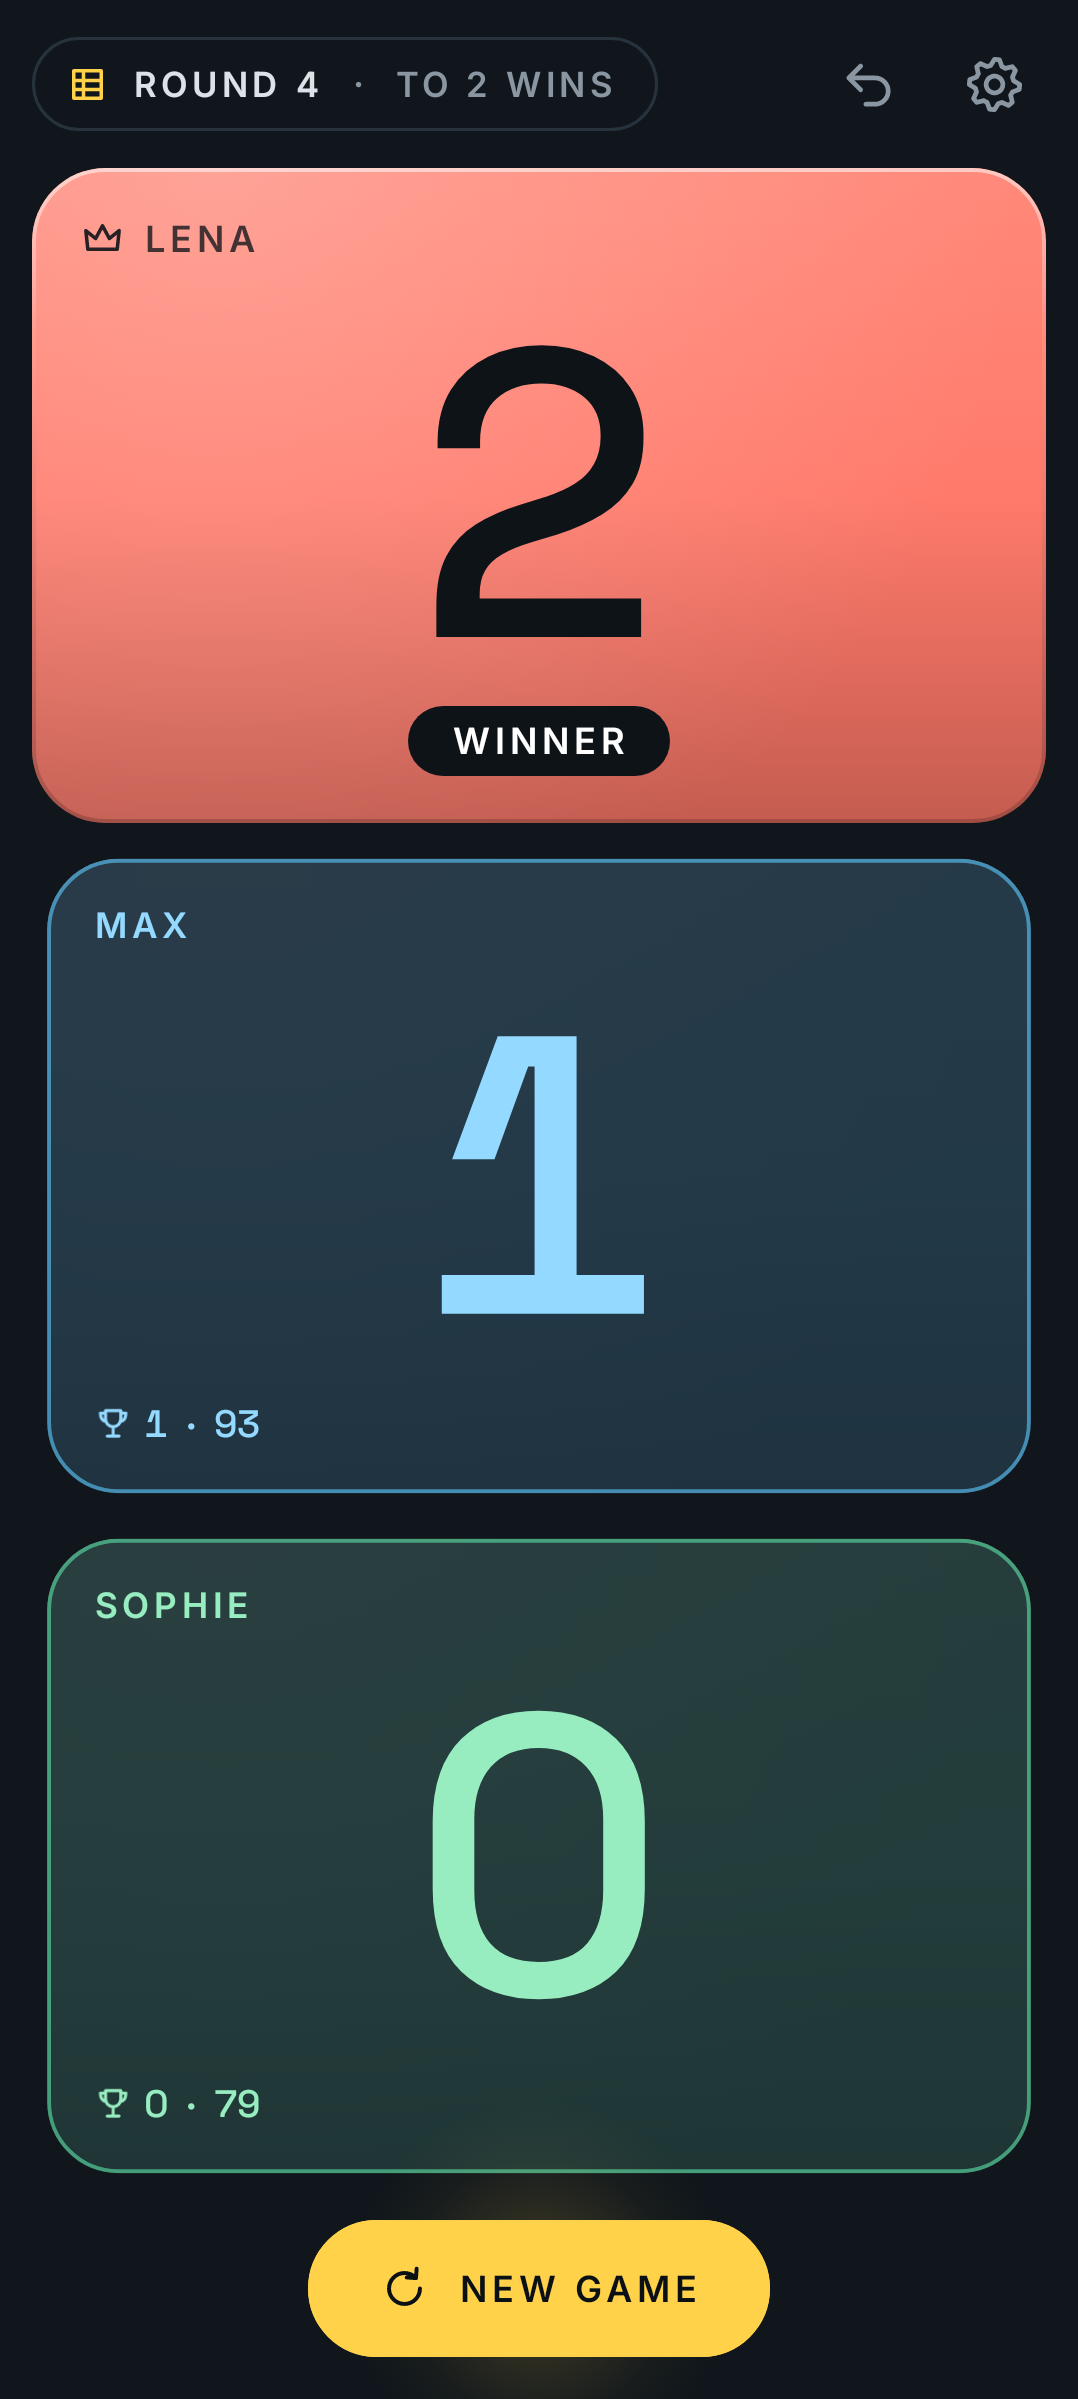 ROUND 4 · TO 2 WINS
LENA
2
WINNER
MAX
1
1 · 93
SOPHIE
0
0 · 79
NEW GAME